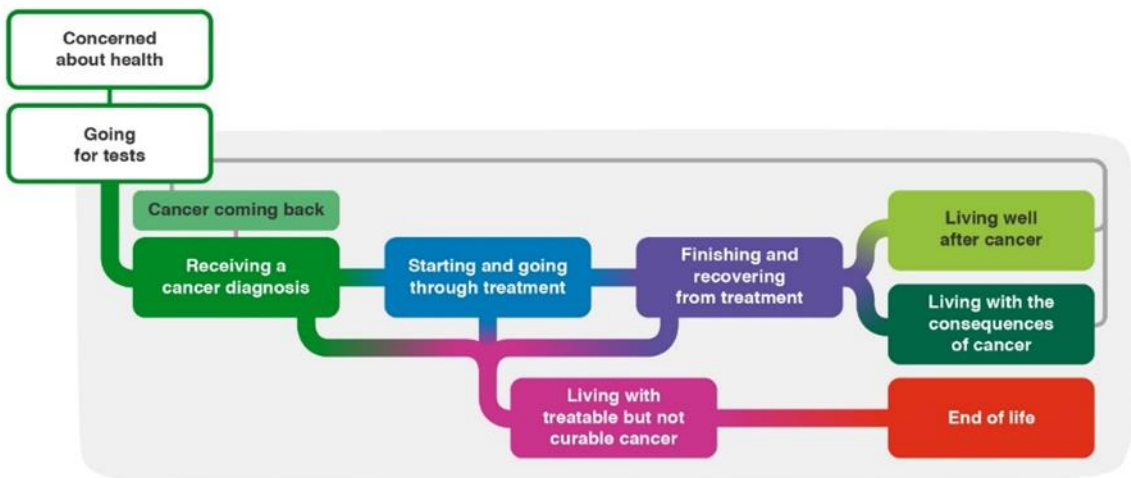 Concerned
about health
Going
for tests
Cancer coming back
Receiving a
cancer diagnosis
Starting and going
through treatment
Finishing and
recovering
from treatment
Living well
after cancer
Living with the
consequences
of cancer
Living with
treatable but not
curable cancer
End of life